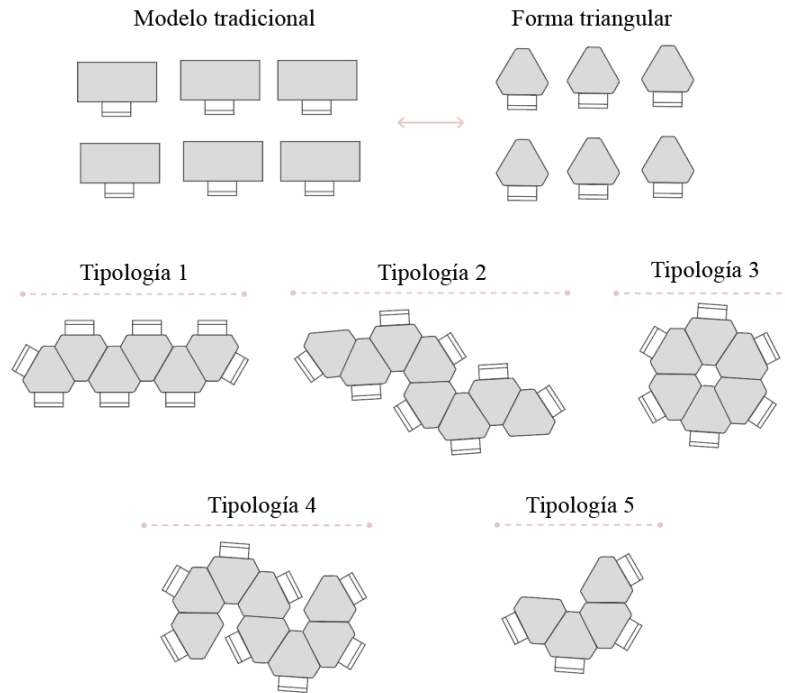 Modelo tradicional
Forma triangular
Tipología 1
Tipología 2
Tipología 3
Tipología 4
Tipología 5